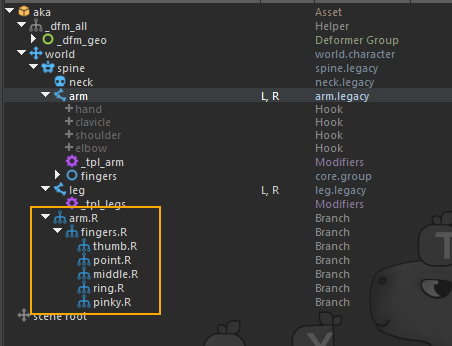 aka Asset
_dfm_all Helper
_dfm_geo Deformer Group
world world.character
spine spine.legacy
neck neck.legacy
arm L, R arm.legacy
hand Hook
clavicle Hook
shoulder Hook
elbow Hook
_tpl_arm Modifiers
fingers core.group
leg L, R leg.legacy
_tpl_legs Modifiers
arm.R Branch
fingers.R Branch
thumb.R Branch
point.R Branch
middle.R Branch
ring.R Branch
pinky.R Branch
scene root